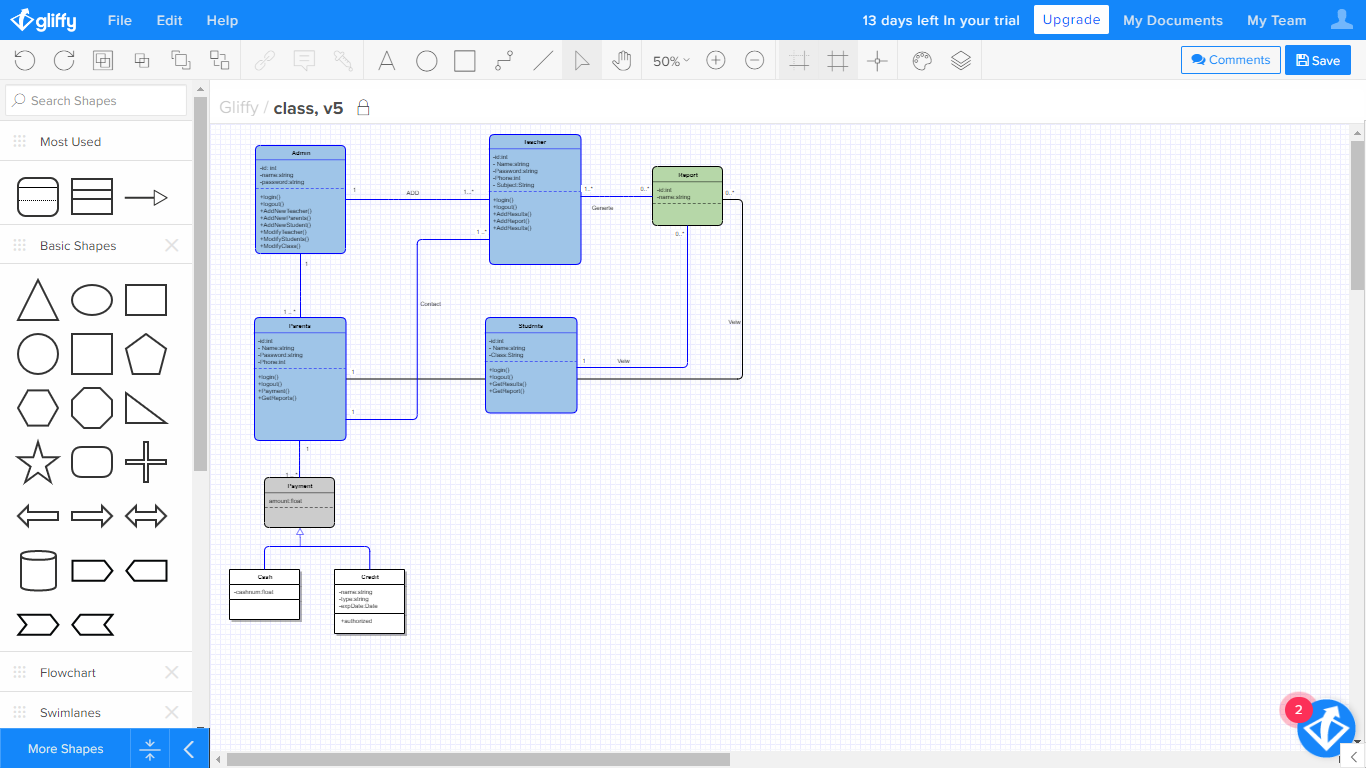 gliffy File Edit Help 13 days left In your trial Upgrade My Documents My Team
50% Comments Save
Search Shapes
Most Used
Basic Shapes
Flowchart
Swimlanes
More Shapes
Gliffy / class, v5
Admin
-id: int
-name:string
-password:string
+login()
+logout()
+AddNewTeacher()
+AddNewParents()
+AddNewStudent()
+ModifyTeacher()
+ModifyStudents()
+ModifyClass()
1 ADD 1...*
Teacher
-id:int
- Name:string
-Password:string
-Phone:int
- Subject:String
+login()
+logout()
+AddResults()
+AddReport()
+AddResults()
1..* 0..*
Generte
Report
-id:int
-name:string
0..*
0..*
1 ..*
1
1 .. *
Contact
Veiw
Parents
-id:int
- Name:string
-Password:string
-Phone:int
+login()
+logout()
+Payment()
+GetReports()
1
1
1
1 .. *
Students
-id:int
- Name:string
-Class:String
+login()
+logout()
+GetResults()
+GetReport()
1 Veiw
Payment
amount:float
Cash
-cashnum:float
Credit
-name:string
-type:string
-expDate:Date
+authorized
2